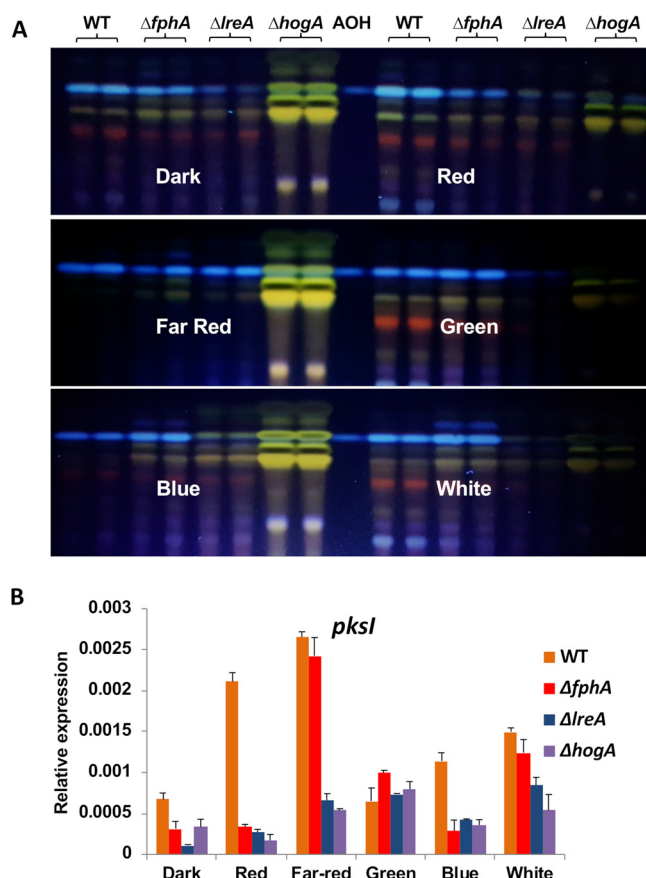 A
WT ΔfphA ΔlreA ΔhogA AOH WT ΔfphA ΔlreA ΔhogA
Dark Red
Far Red Green
Blue White
B
pksI
Relative expression
0.003
0.0025
0.002
0.0015
0.001
0.0005
0
WT
ΔfphA
ΔlreA
ΔhogA
Dark Red Far-red Green Blue White